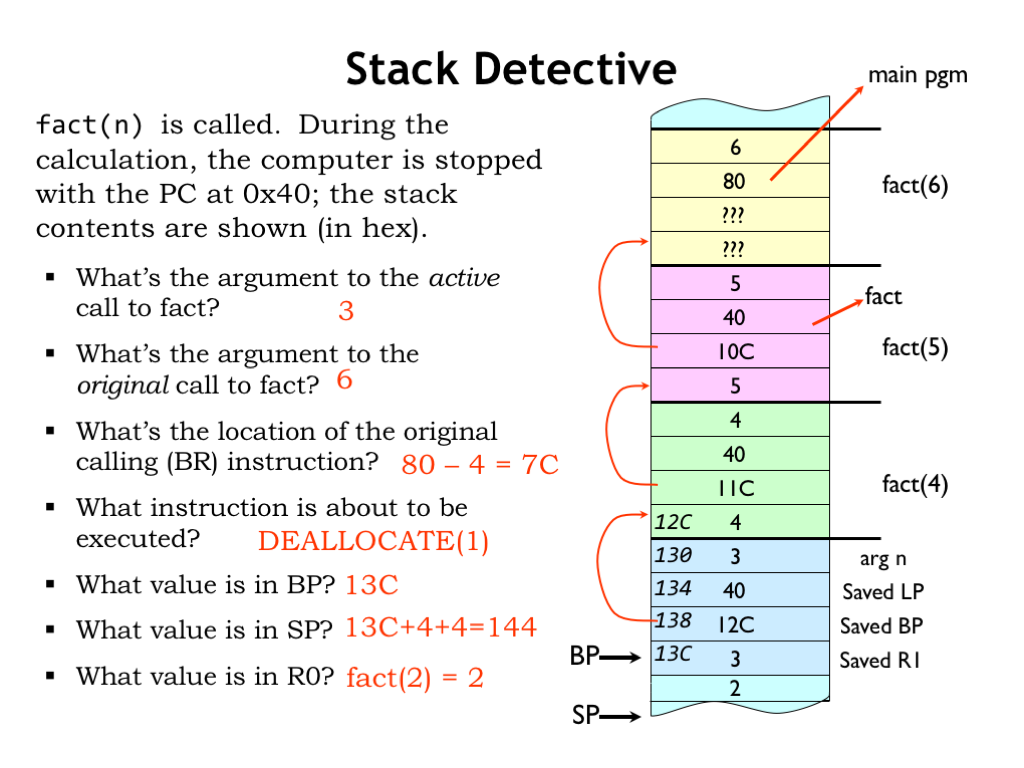 Stack Detective
fact(n) is called. During the
calculation, the computer is stopped
with the PC at 0x40; the stack
contents are shown (in hex).
▪ What's the argument to the active
call to fact? 3
▪ What's the argument to the
original call to fact? 6
▪ What's the location of the original
calling (BR) instruction? 80 – 4 = 7C
▪ What instruction is about to be
executed? DEALLOCATE(1)
▪ What value is in BP? 13C
▪ What value is in SP? 13C+4+4=144
▪ What value is in R0? fact(2) = 2
main pgm
6
80
fact(6)
???
???
5
fact
40
10C
fact(5)
5
4
40
11C
fact(4)
12C 4
130 3 arg n
134 40 Saved LP
138 12C Saved BP
BP 13C 3 Saved R1
2
SP